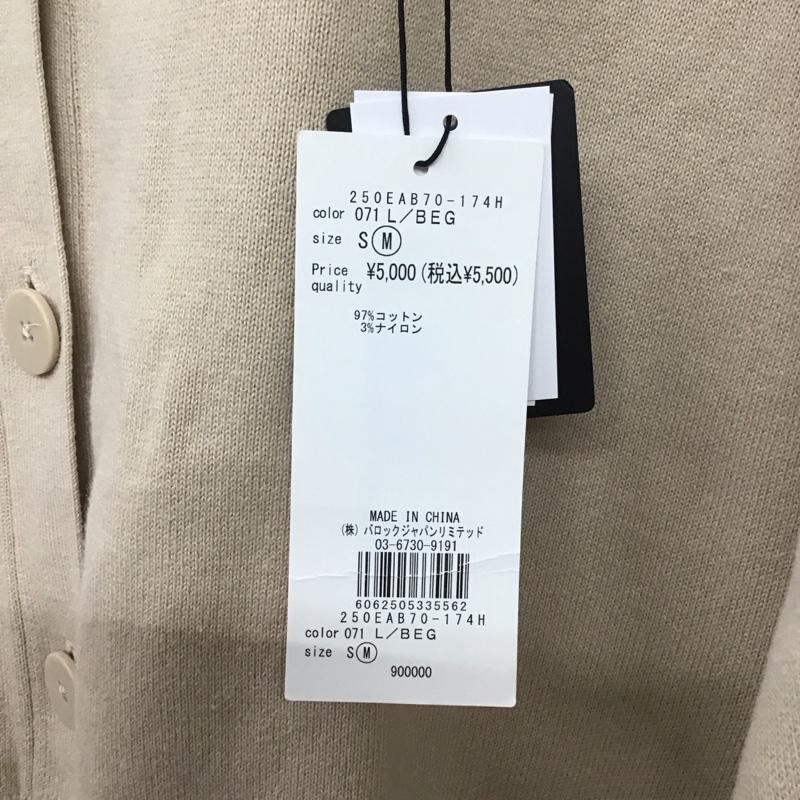 250EAB70-174H
color 071 L／BEG
size S M
Price ¥5,000(税込¥5,500)
quality
97%コットン
3%ナイロン
MADE IN CHINA
(株) バロックジャパンリミテッド
03-6730-9191
6062505335562
250EAB70-174H
color 071 L／BEG
size S M
900000